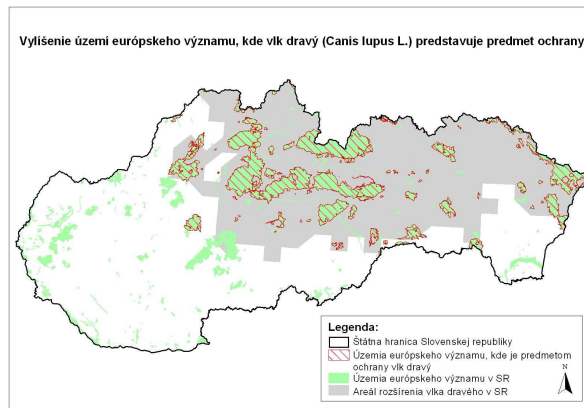 Vylíšenie území európskeho významu, kde vlk dravý (Canis lupus L.) predstavuje predmet ochrany
Legenda:
Štátna hranica Slovenskej republiky
Územia európskeho významu, kde je predmetom
ochrany vlk dravý
Územia európskeho významu v SR
Areál rozšírenia vlka dravého v SR
N